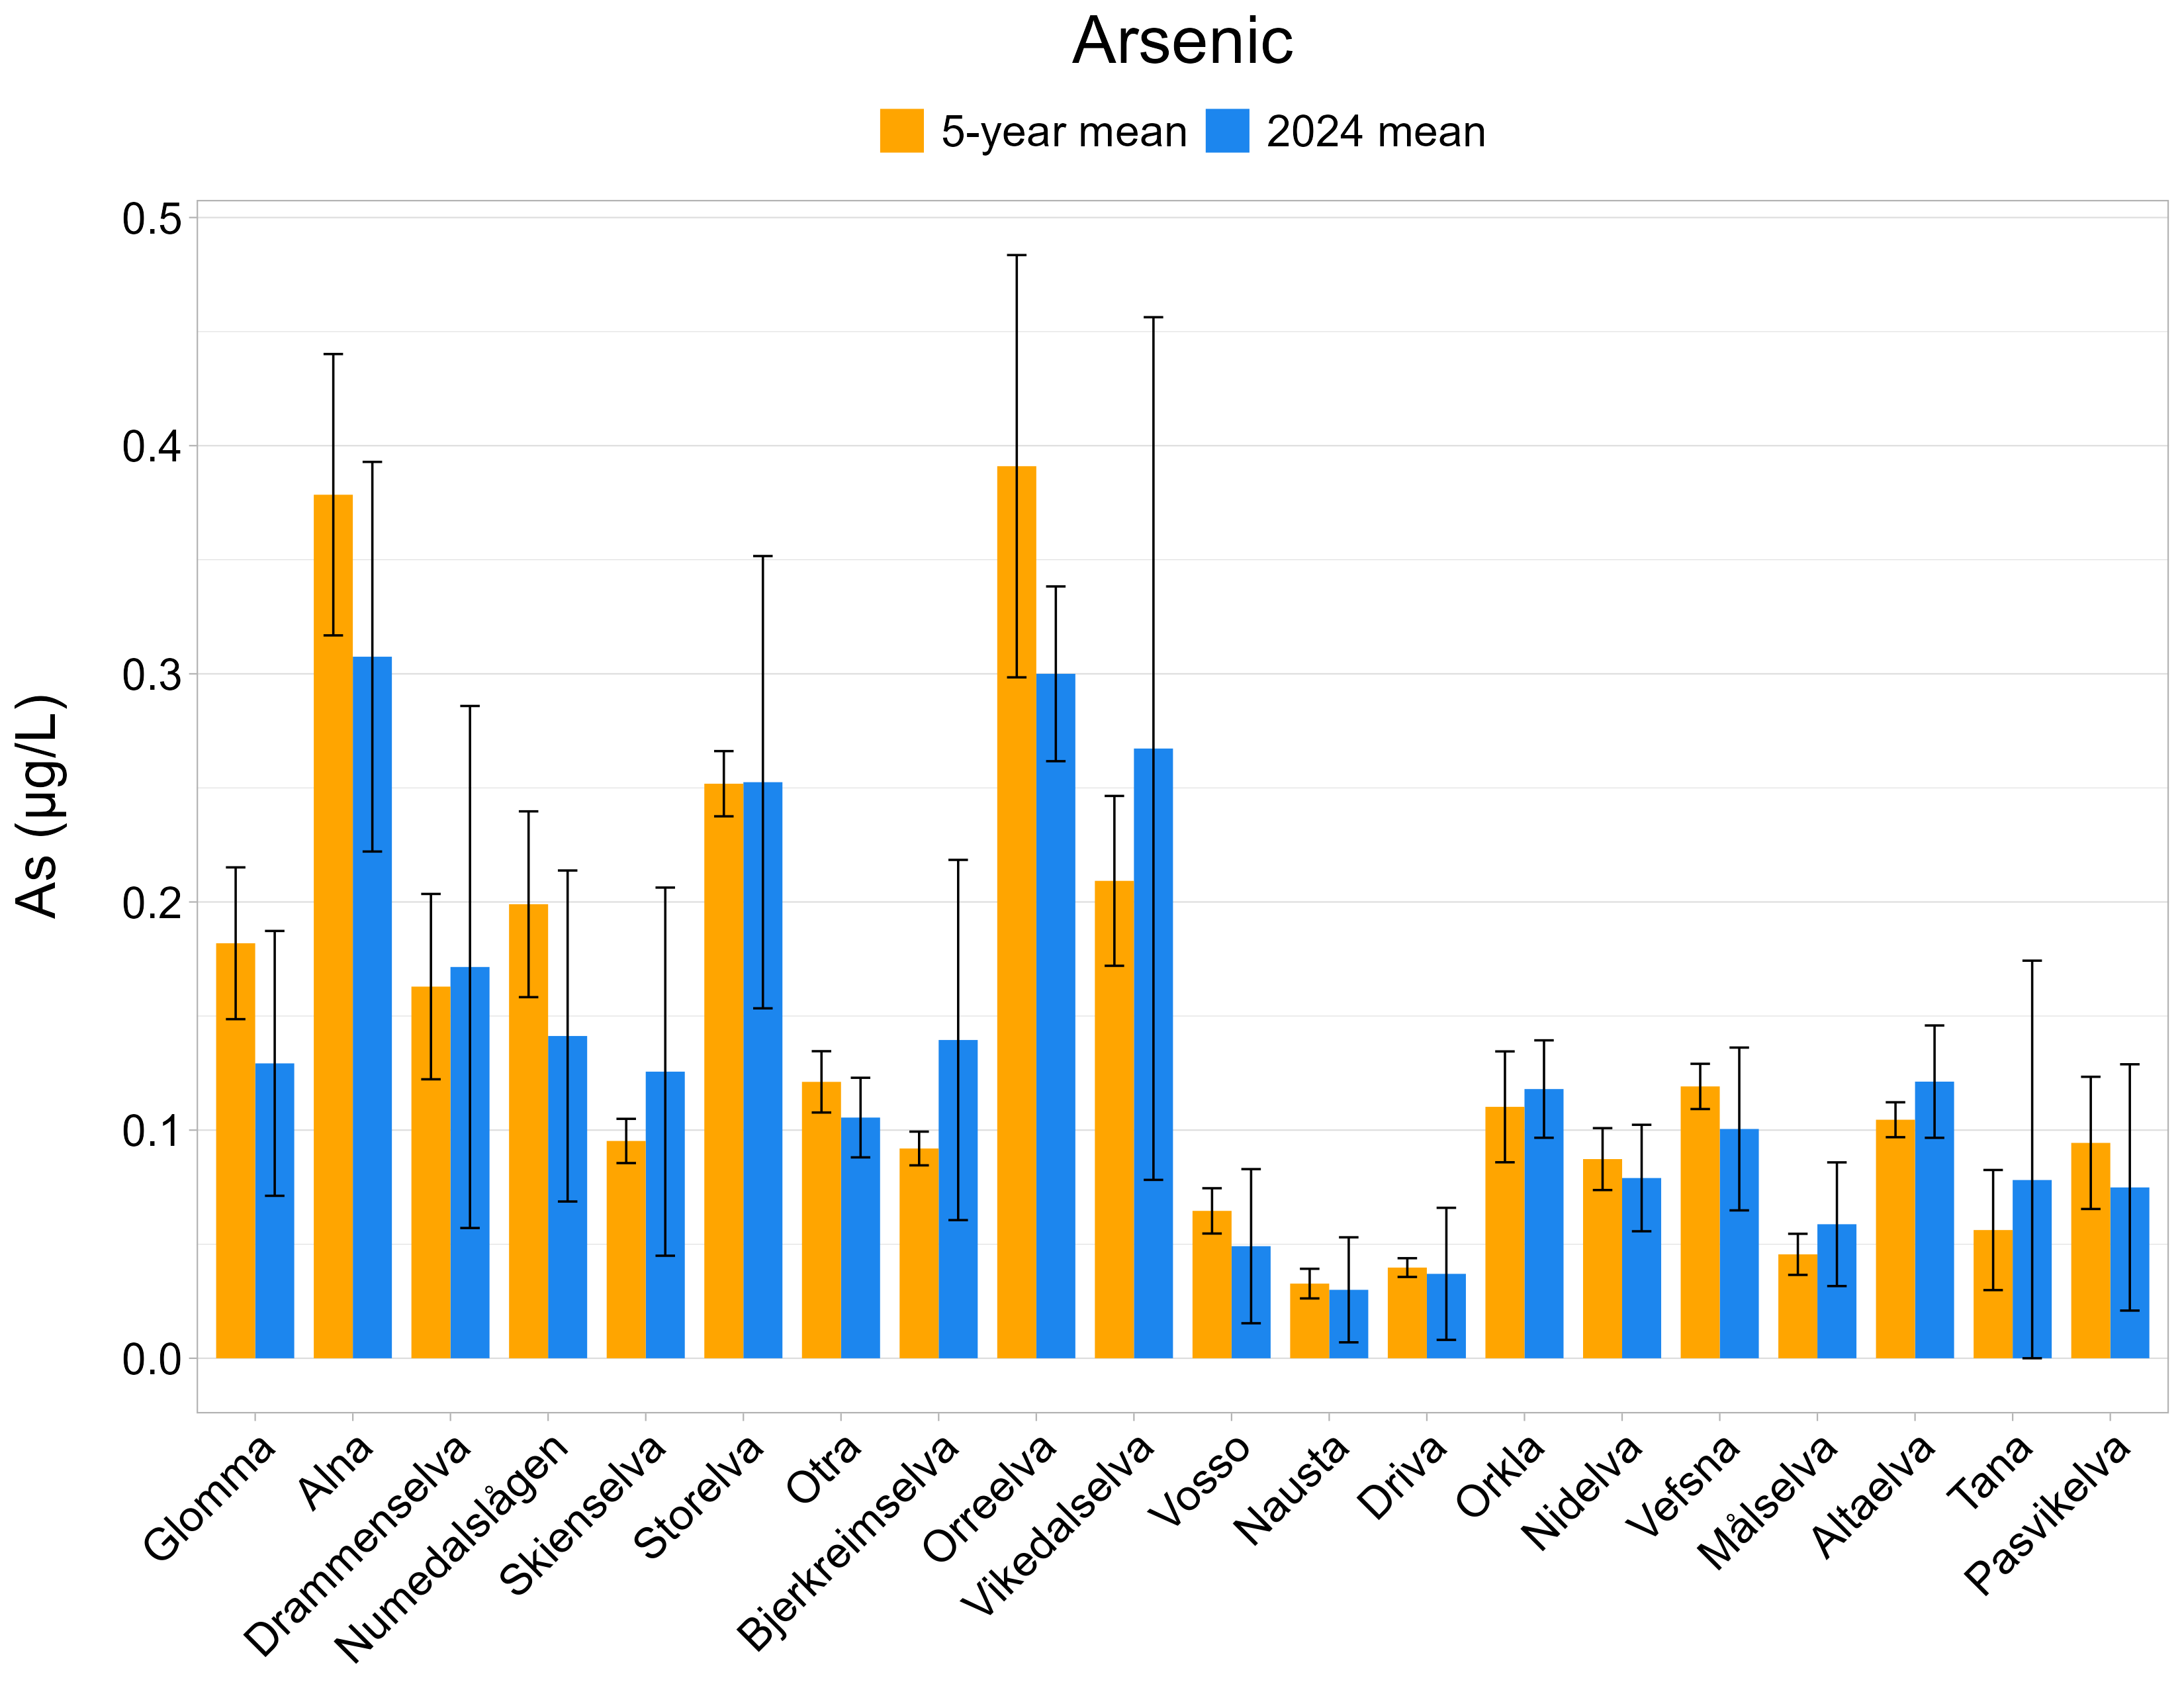 Arsenic
5-year mean 2024 mean
As (µg/L)
0.5
0.4
0.3
0.2
0.1
0.0
Glomma
Alna
Drammenselva
Numedalslågen
Skienselva
Storelva
Otra
Bjerkreimselva
Orreelva
Vikedalselva
Vosso
Nausta
Driva
Orkla
Nidelva
Vefsna
Målselva
Altaelva
Tana
Pasvikelva